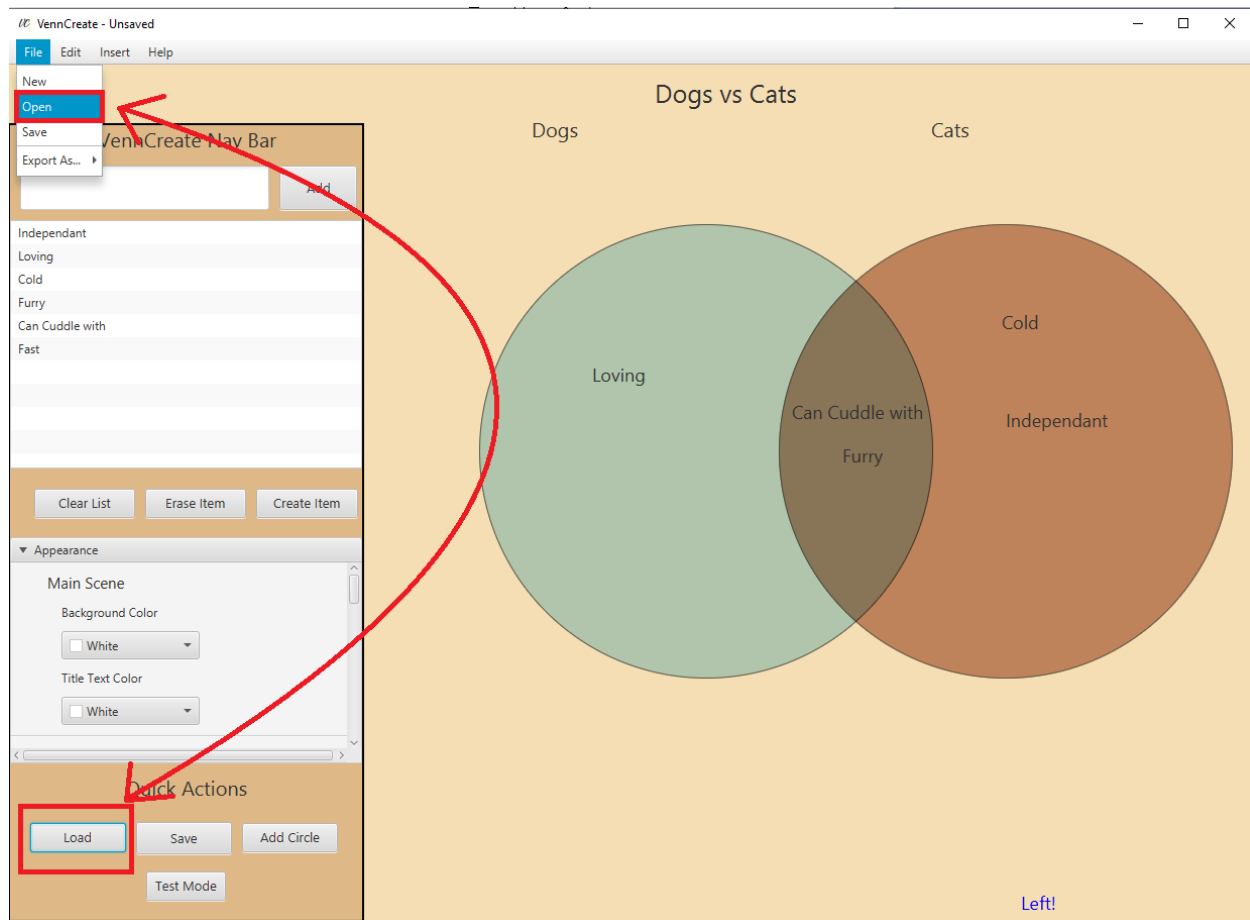 VC VennCreate - Unsaved
File Edit Insert Help
New
Open
Save
Export As...
VennCreate Nav Bar
Add
Independant
Loving
Cold
Furry
Can Cuddle with
Fast
Clear List Erase Item Create Item
Appearance
Main Scene
Background Color
White
Title Text Color
White
Quick Actions
Load Save Add Circle
Test Mode
Dogs vs Cats
Dogs Cats
Cold
Loving
Can Cuddle with
Independant
Furry
Left!